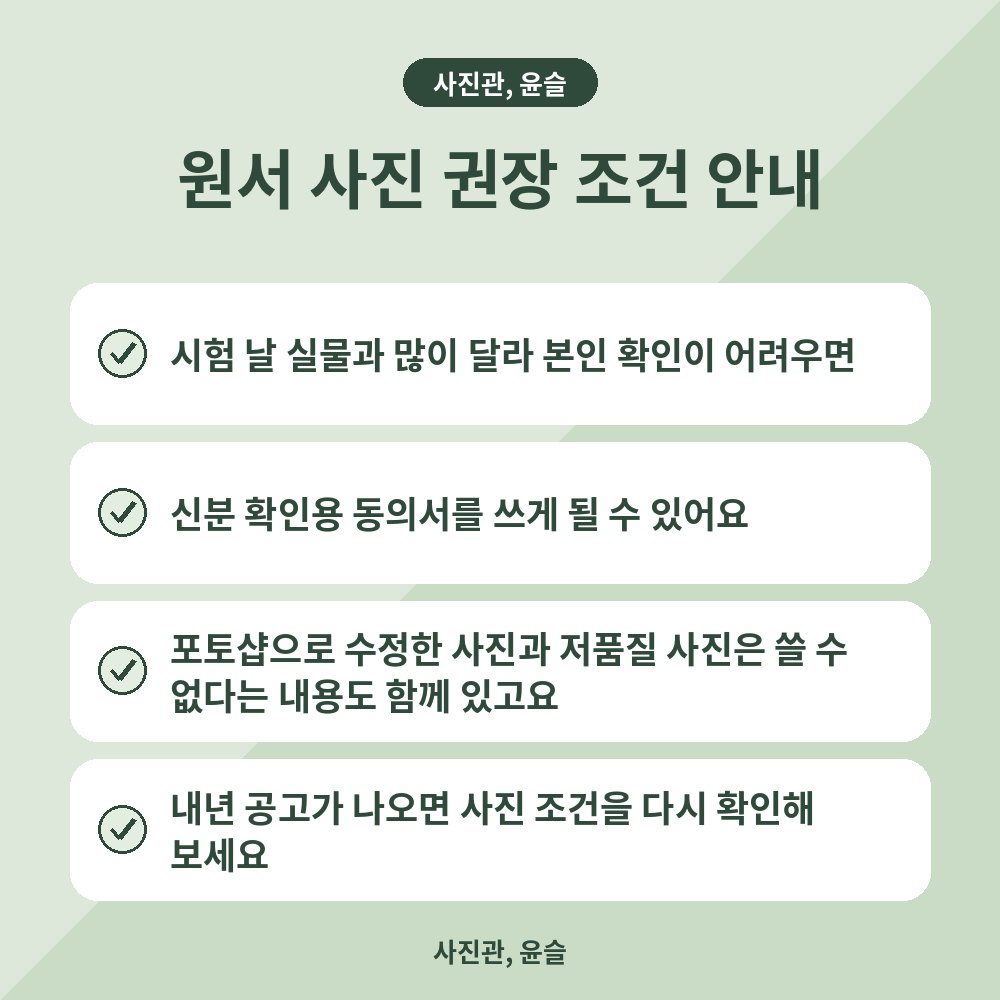 사진관, 윤슬
원서 사진 권장 조건 안내
시험 날 실물과 많이 달라 본인 확인이 어려우면
신분 확인용 동의서를 쓰게 될 수 있어요
포토샵으로 수정한 사진과 저품질 사진은 쓸 수
없다는 내용도 함께 있고요
내년 공고가 나오면 사진 조건을 다시 확인해
보세요
사진관, 윤슬